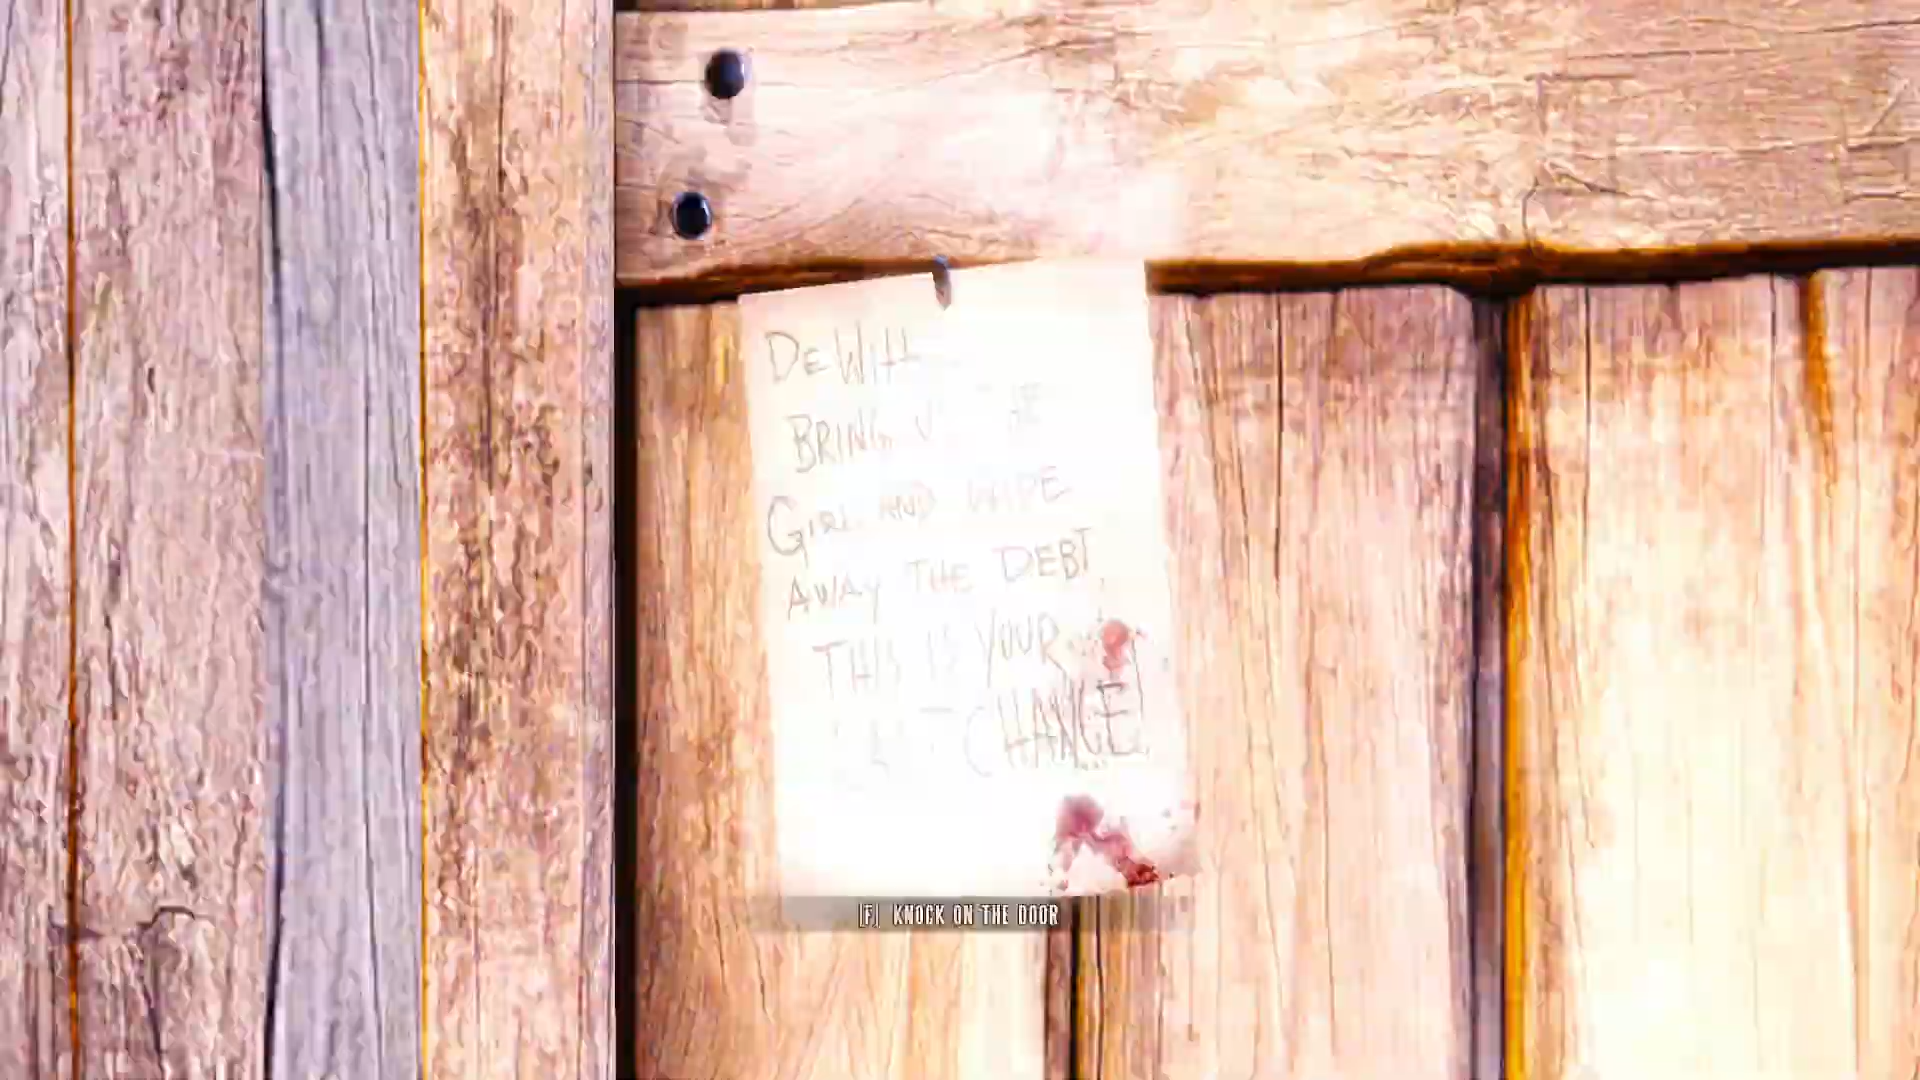 DeWitt
BRING
GIRL AND WIPE
AWAY THE DEBT.
THIS IS YOUR
CHANCE
[F] KNOCK ON THE DOOR